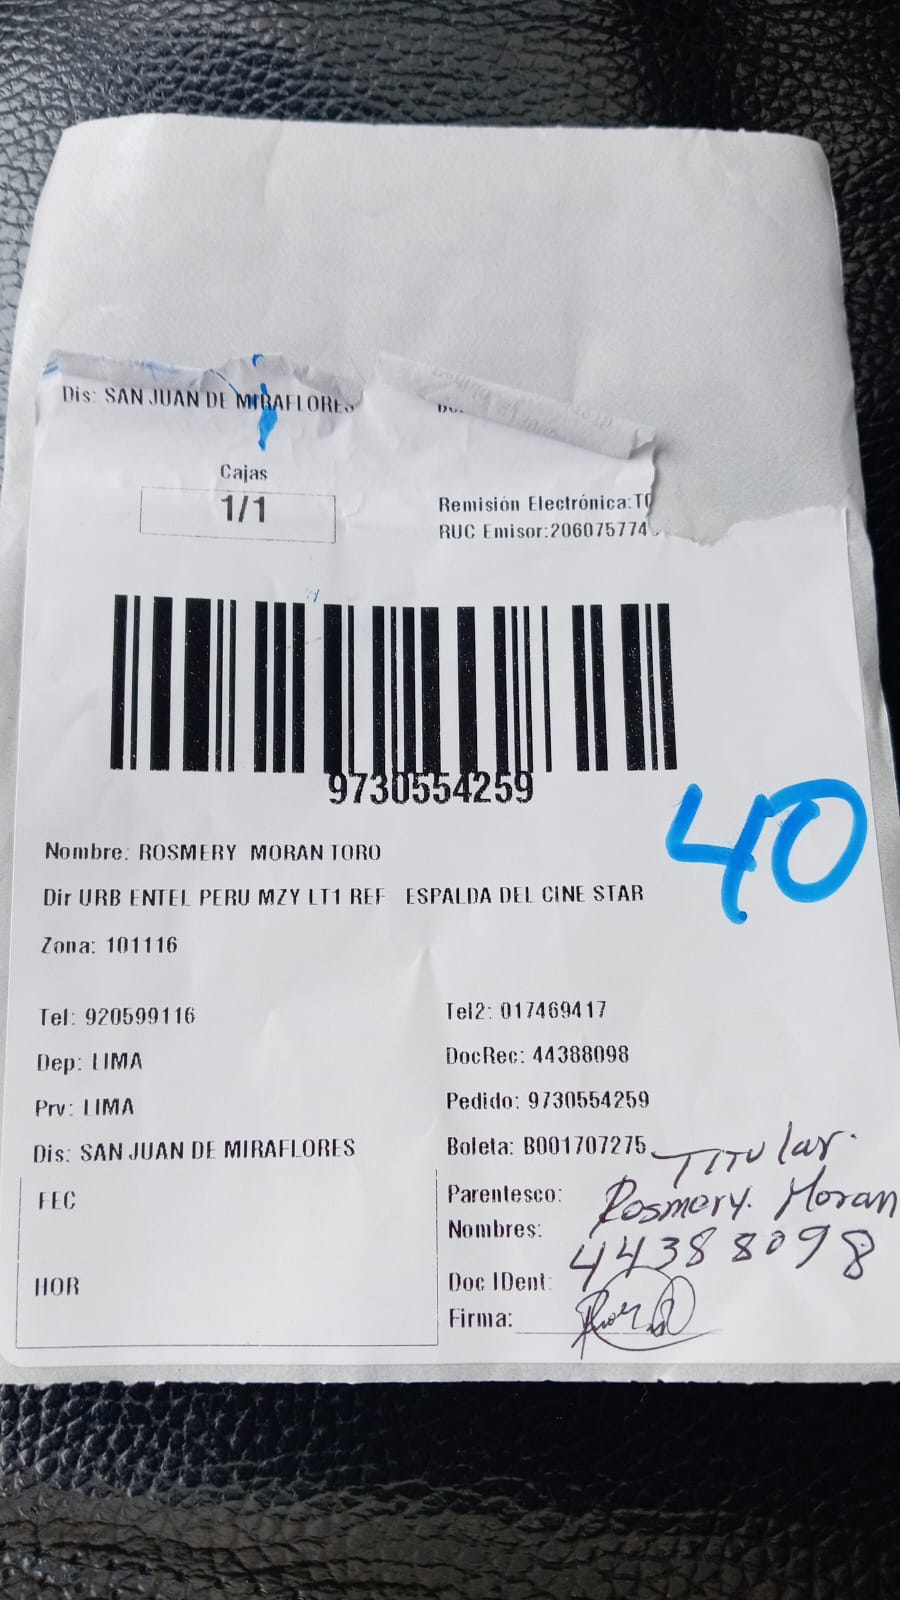 Dis: SAN JUAN DE MIRAFLORES
Cajas
1/1
Remisión Electrónica:T
RUC Emisor:206075774
9730554259
40
Nombre: ROSMERY MORAN TORO
Dir URB ENTEL PERU MZY LT1 REF ESPALDA DEL CINE STAR
Zona: 101116
Tel: 920599116
Tel2: 017469417
Dep: LIMA
DocRec: 44388098
Prv: LIMA
Pedido: 9730554259
Dis: SAN JUAN DE MIRAFLORES
Boleta: B001707275
FEC
Parentesco: Titular.
Nombres: Rosmery. Moran
HOR
Doc IDent: 44388098
Firma: